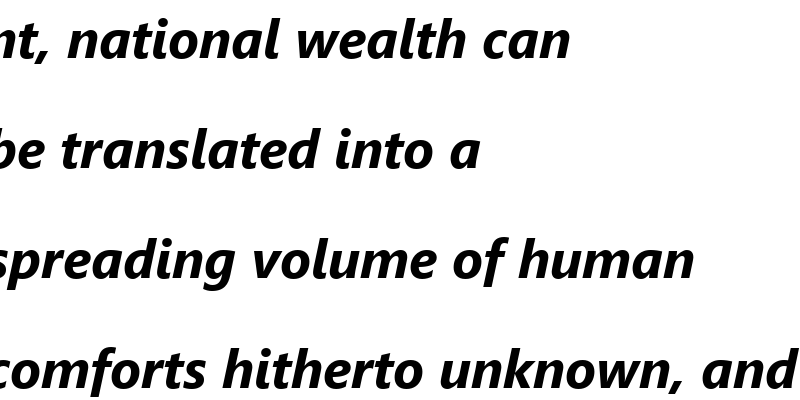 nt, national wealth can
be translated into a
spreading volume of human
comforts hitherto unknown, and